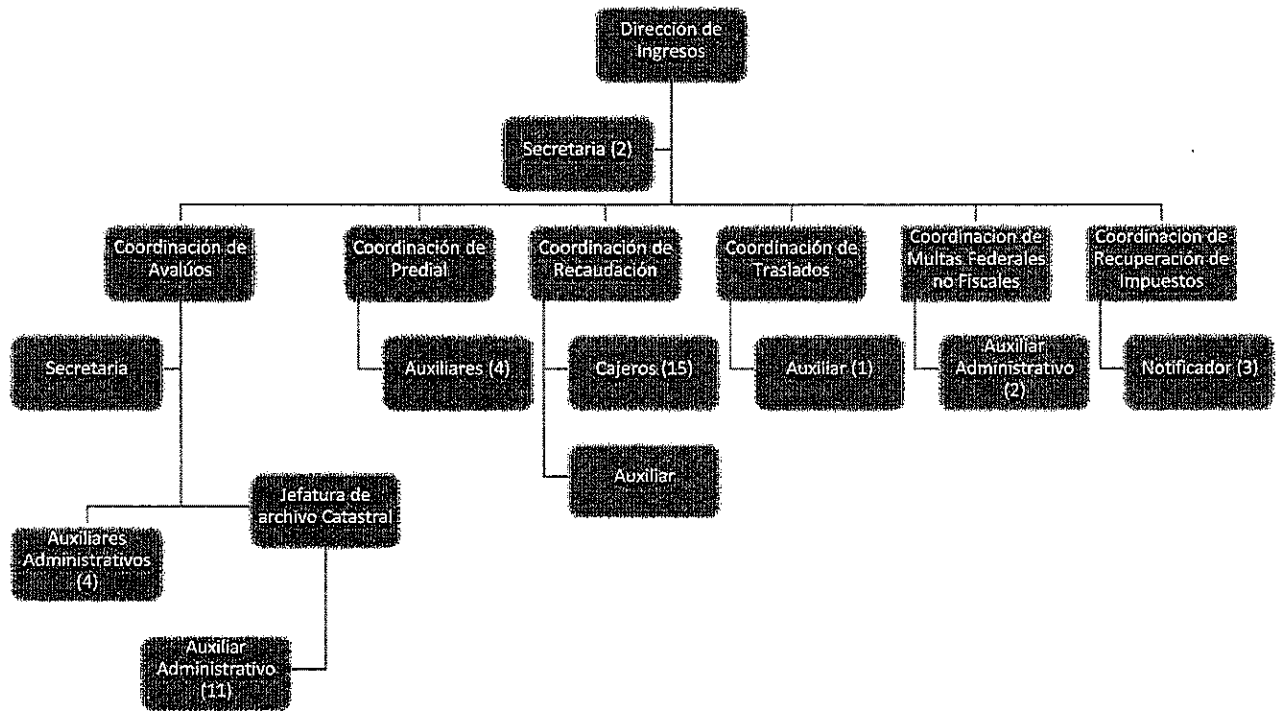 Dirección de
Ingresos
Secretaria (2)
Coordinación de
Avalúos
Coordinación de
Predial
Coordinación de
Recaudación
Coordinación de
Traslados
Coordinacion de
Multas Federales
no Fiscales
Coordinacion de
Recuperación de
Impuestos
Secretaria
Auxiliares (4)
Cajeros (15)
Auxiliar (1)
Auxiliar
Administrativo
(2)
Notificador (3)
Auxiliar
Jefatura de
archivo Catastral
Auxiliares
Administrativos
(4)
Auxiliar
Administrativo
(11)